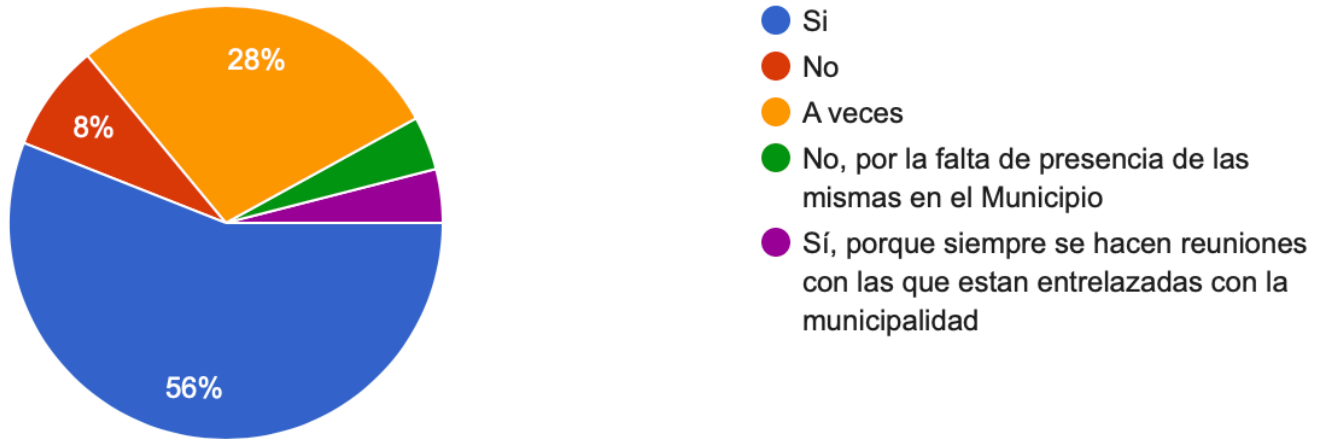 28%
8%
56%
Si
No
A veces
No, por la falta de presencia de las
mismas en el Municipio
Sí, porque siempre se hacen reuniones
con las que estan entrelazadas con la
municipalidad